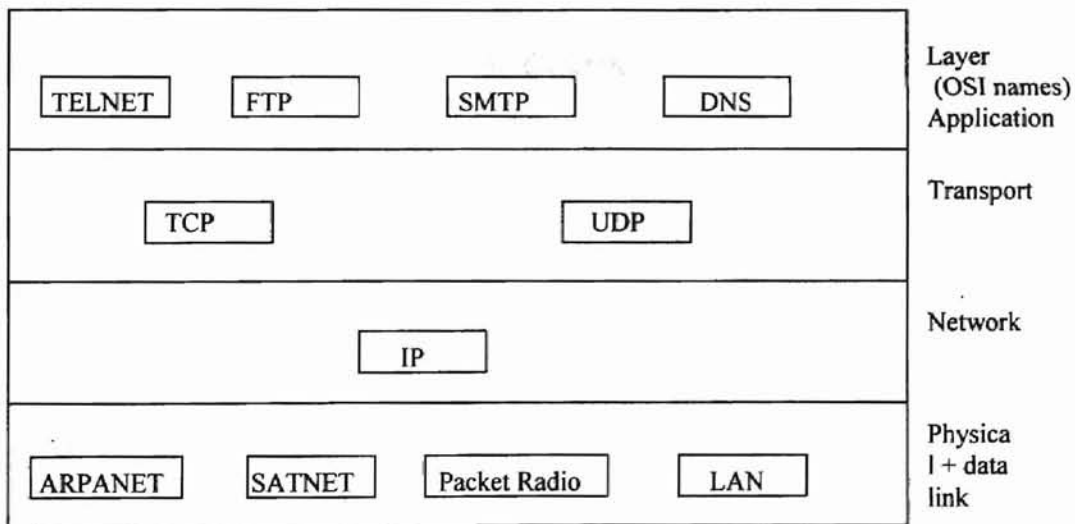 Layer
(OSI names)
TELNET FTP SMTP DNS
Application
Transport
TCP UDP
Network
IP
Physica
l + data
link
ARPANET SATNET Packet Radio LAN